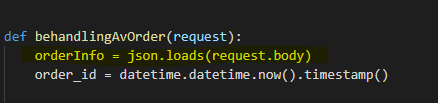 def behandlingAvOrder(request):
orderInfo = json.loads(request.body)
order_id = datetime.datetime.now().timestamp()